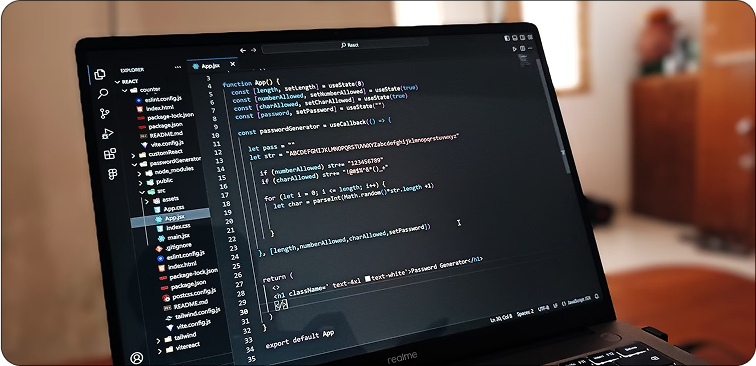 React
EXPLORER
App.jsx
REACT
counter
eslint.config.js
index.html
package-lock.json
package.json
README.md
vite.config.js
customReact
passwordGenerator
node_modules
public
src
assets
App.css
App.jsx
index.css
main.jsx
.gitignore
eslint.config.js
index.html
package-lock.json
package.json
postcss.config.js
README.md
tailwind.config.js
vite.config.js
tailwind
vitereact
3
4 function App() {
5 const [length, setLength] = useState(0)
6 const [numberAllowed, setNumberAllowed] = useState(true)
7 const [charAllowed, setCharAllowed] = useState(true)
8 const [password, setPassword] = useState("")
9
10 const passwordGenerator = useCallback(() => {
11
12 let pass = ""
13 let str = "ABCDEFGHIJKLMNOPQRSTUVWXYZabcdefghijklmnopqrstuvwxyz"
14
15 if (numberAllowed) str+= "123456789"
16 if (charAllowed) str+=
17
18 for (let i = 0; i <= length; i++) {
19 let char = parseInt(Math.random()*str.length +1)
20
21
22 }
23
24 }, [length,numberAllowed,charAllowed,setPassword])
25
26 return (
27 <>
28 <h1 className=' text-4xl text-white'>Password Generator</h1>
29 </>
30 )
31 }
32
33 export default App
34
35
Ln 30, Col 8 Spaces: 2 UTF-8 LF {} JavaScript JSX
realme